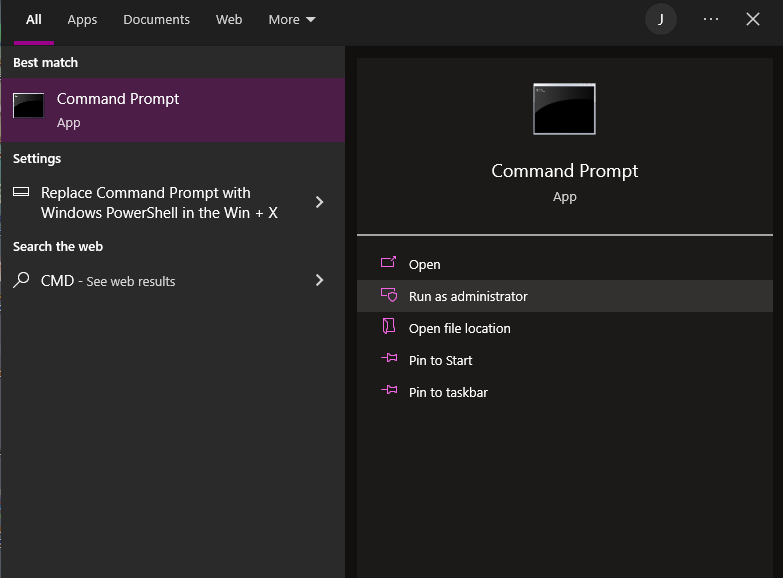 All Apps Documents Web More J ...
Best match
Command Prompt
App
Settings
Replace Command Prompt with
Windows PowerShell in the Win + X
Search the web
CMD - See web results
Command Prompt
App
Open
Run as administrator
Open file location
Pin to Start
Pin to taskbar